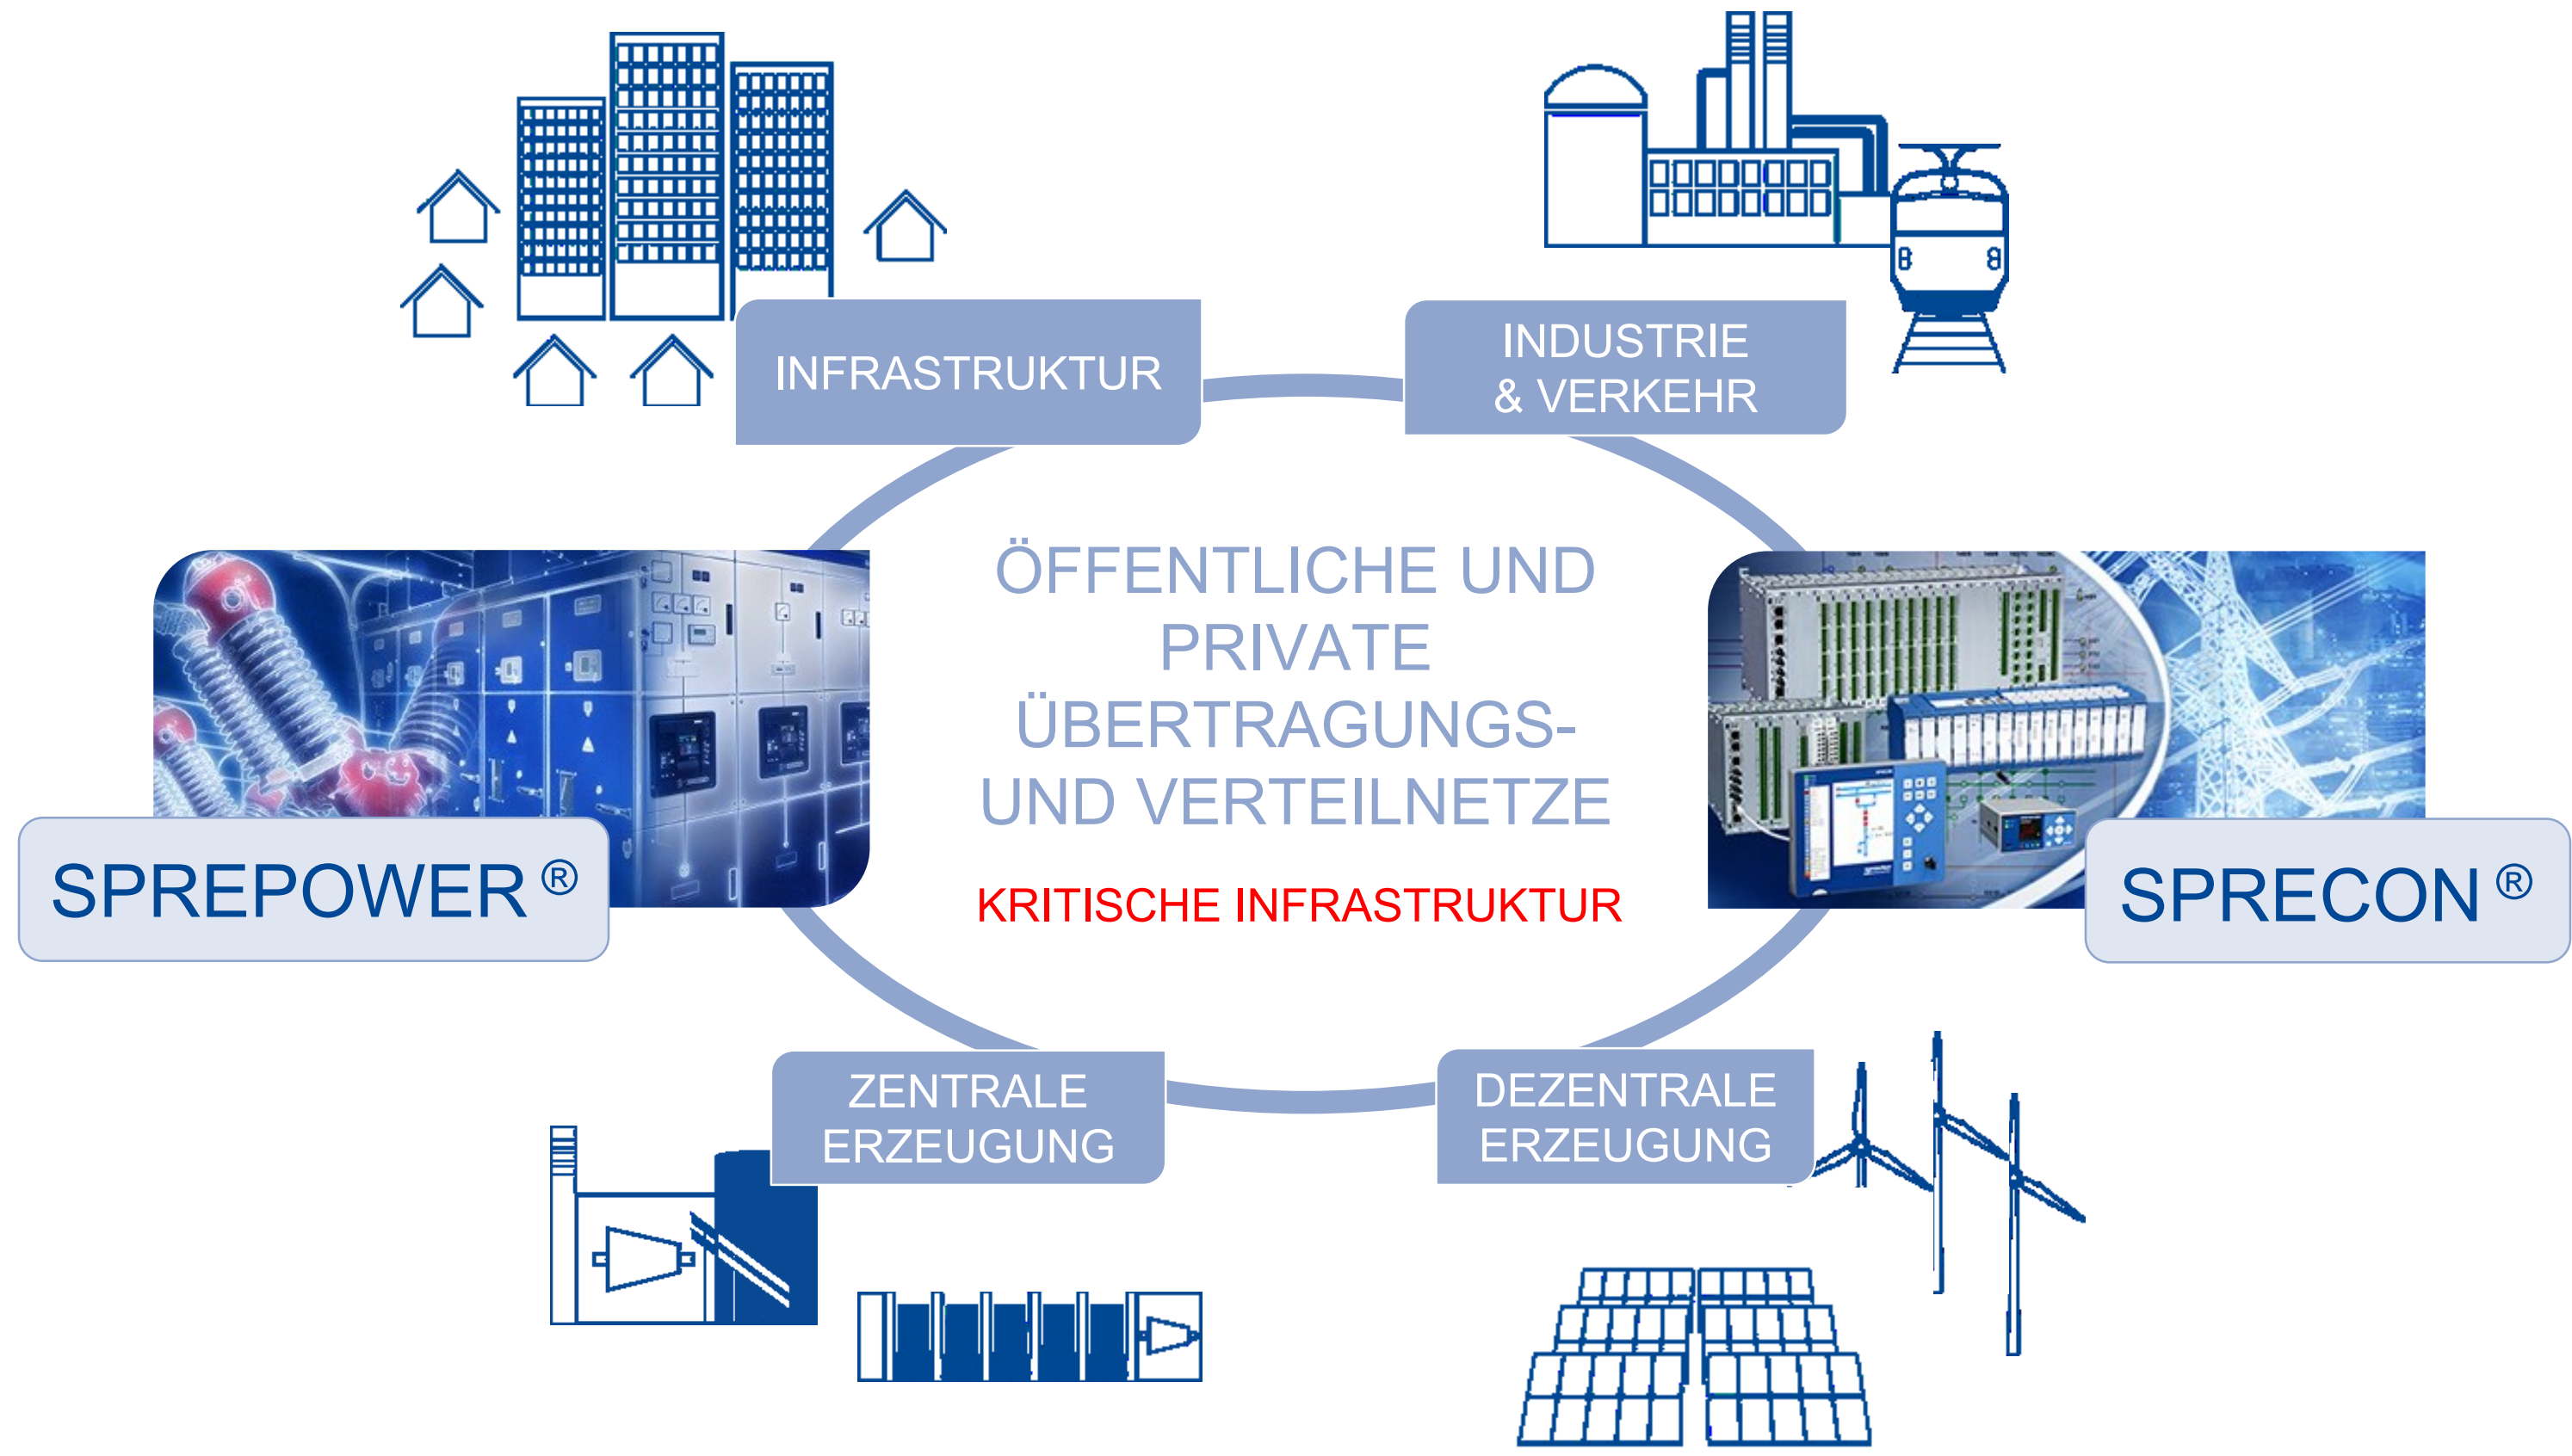 INFRASTRUKTUR
INDUSTRIE
& VERKEHR
ÖFFENTLICHE UND
PRIVATE
ÜBERTRAGUNGS-
UND VERTEILNETZE
KRITISCHE INFRASTRUKTUR
SPREPOWER ®
SPRECON ®
ZENTRALE
ERZEUGUNG
DEZENTRALE
ERZEUGUNG